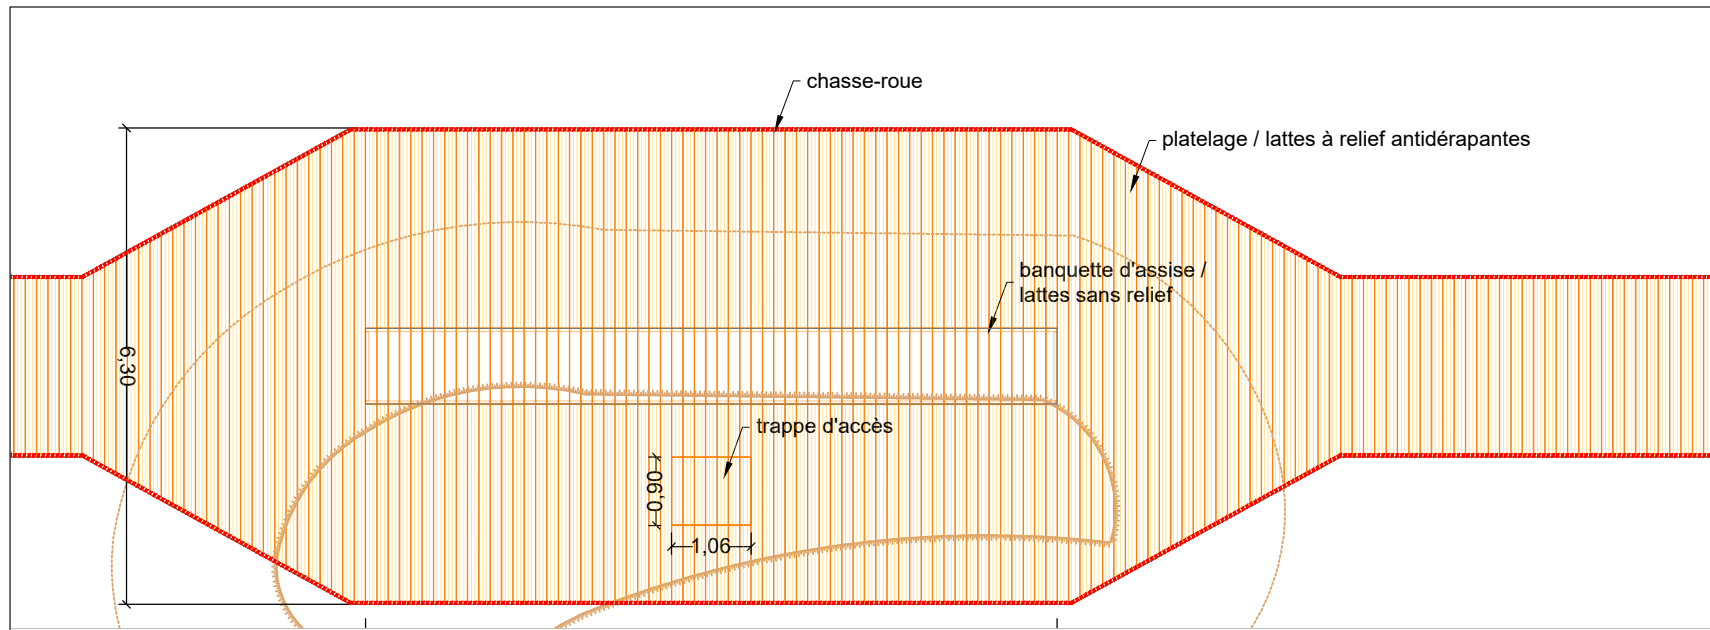 chasse-roue
platelage / lattes à relief antidérapantes
banquette d'assise /
lattes sans relief
6,30
trappe d'accès
0,90
1,06